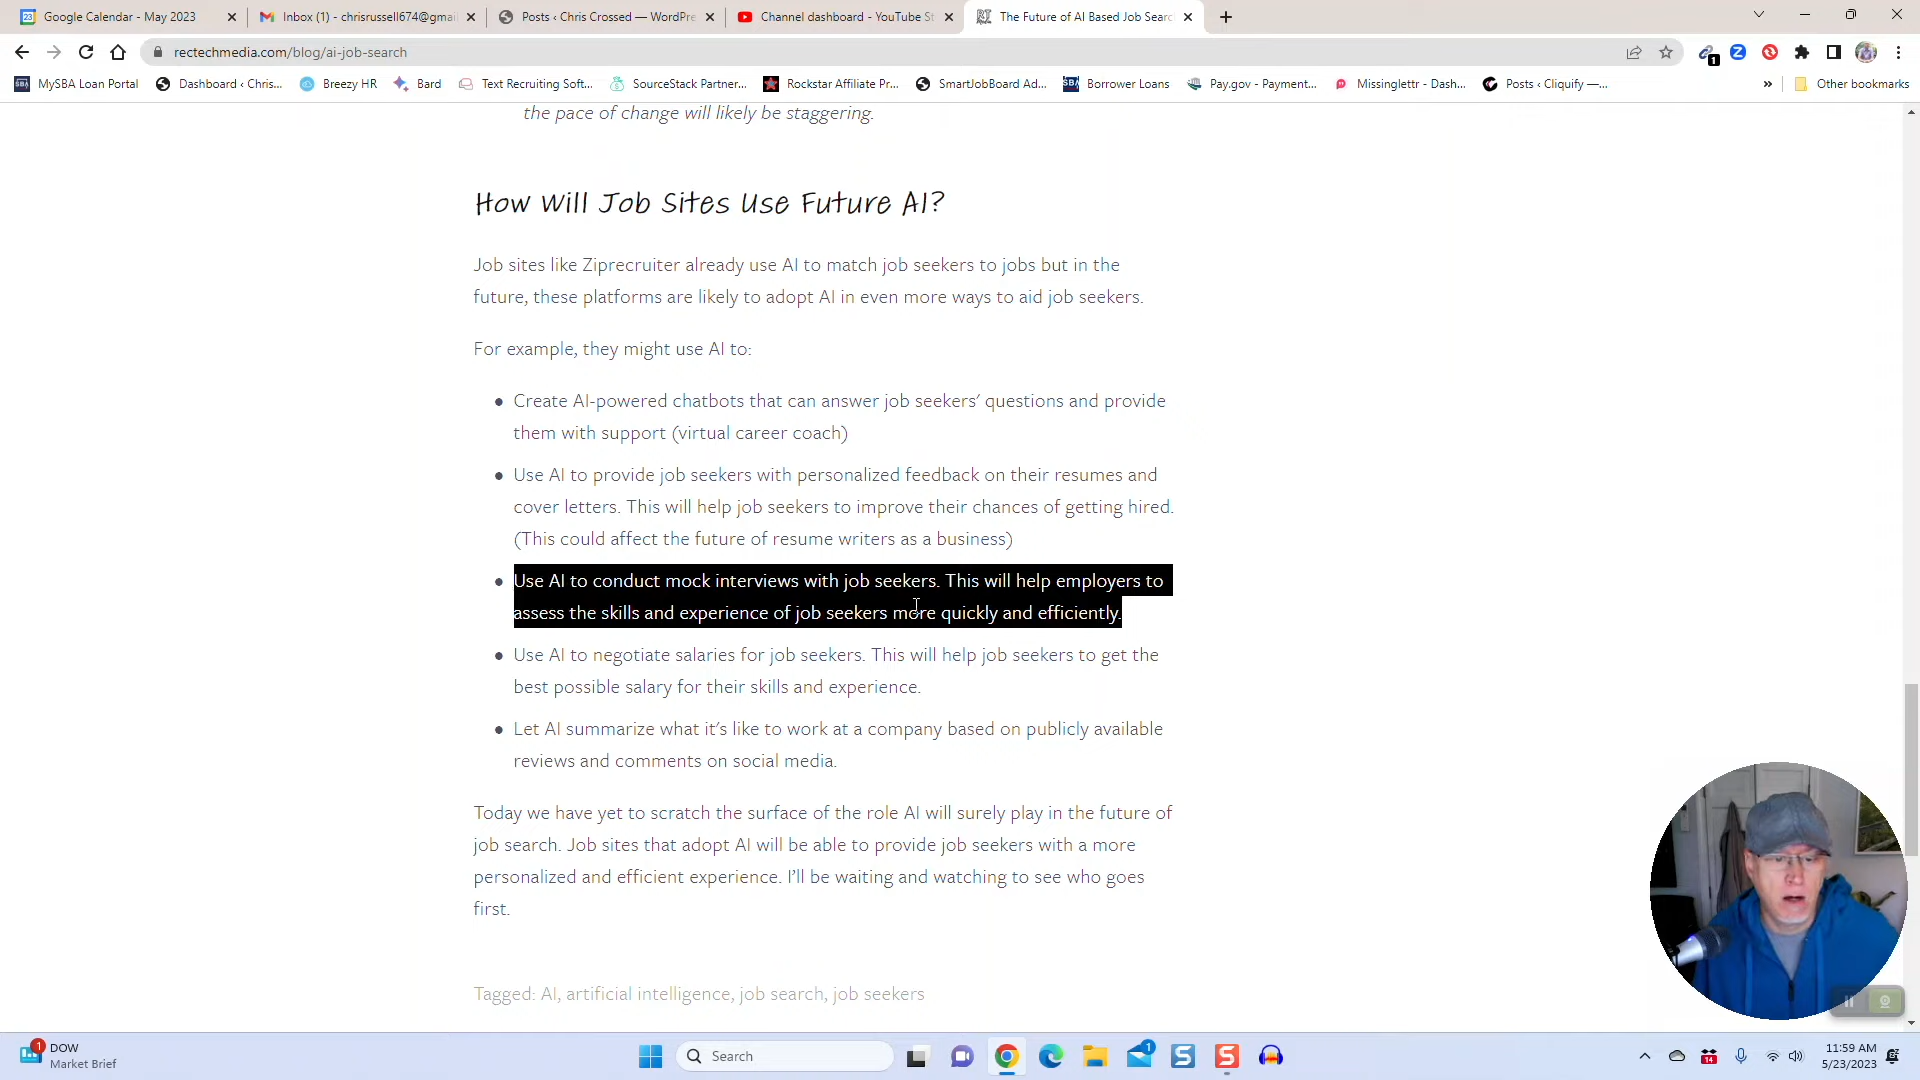 Google Calendar - May 2023
Inbox (1) - chrisrussell674@gmai
Posts ‹ Chris Crossed — WordPre
Channel dashboard - YouTube St
The Future of AI Based Job Searc
rectechmedia.com/blog/ai-job-search
MySBA Loan Portal
Dashboard ‹ Chris...
Breezy HR
Bard
Text Recruiting Soft...
SourceStack Partner...
Rockstar Affiliate Pr...
SmartJobBoard Ad...
Borrower Loans
Pay.gov - Payment...
Missinglettr - Dash...
Posts ‹ Cliquify —...
»
Other bookmarks
the pace of change will likely be staggering.
How Will Job Sites Use Future AI?
Job sites like Ziprecruiter already use AI to match job seekers to jobs but in the
future, these platforms are likely to adopt AI in even more ways to aid job seekers.
For example, they might use AI to:
Create AI-powered chatbots that can answer job seekers' questions and provide
them with support (virtual career coach)
Use AI to provide job seekers with personalized feedback on their resumes and
cover letters. This will help job seekers to improve their chances of getting hired.
(This could affect the future of resume writers as a business)
Use AI to conduct mock interviews with job seekers. This will help employers to
assess the skills and experience of job seekers more quickly and efficiently.
Use AI to negotiate salaries for job seekers. This will help job seekers to get the
best possible salary for their skills and experience.
Let AI summarize what it's like to work at a company based on publicly available
reviews and comments on social media.
Today we have yet to scratch the surface of the role AI will surely play in the future of
job search. Job sites that adopt AI will be able to provide job seekers with a more
personalized and efficient experience. I'll be waiting and watching to see who goes
first.
Tagged: AI, artificial intelligence, job search, job seekers
1
DOW
Market Brief
Search
1
14
11:59 AM
5/23/2023